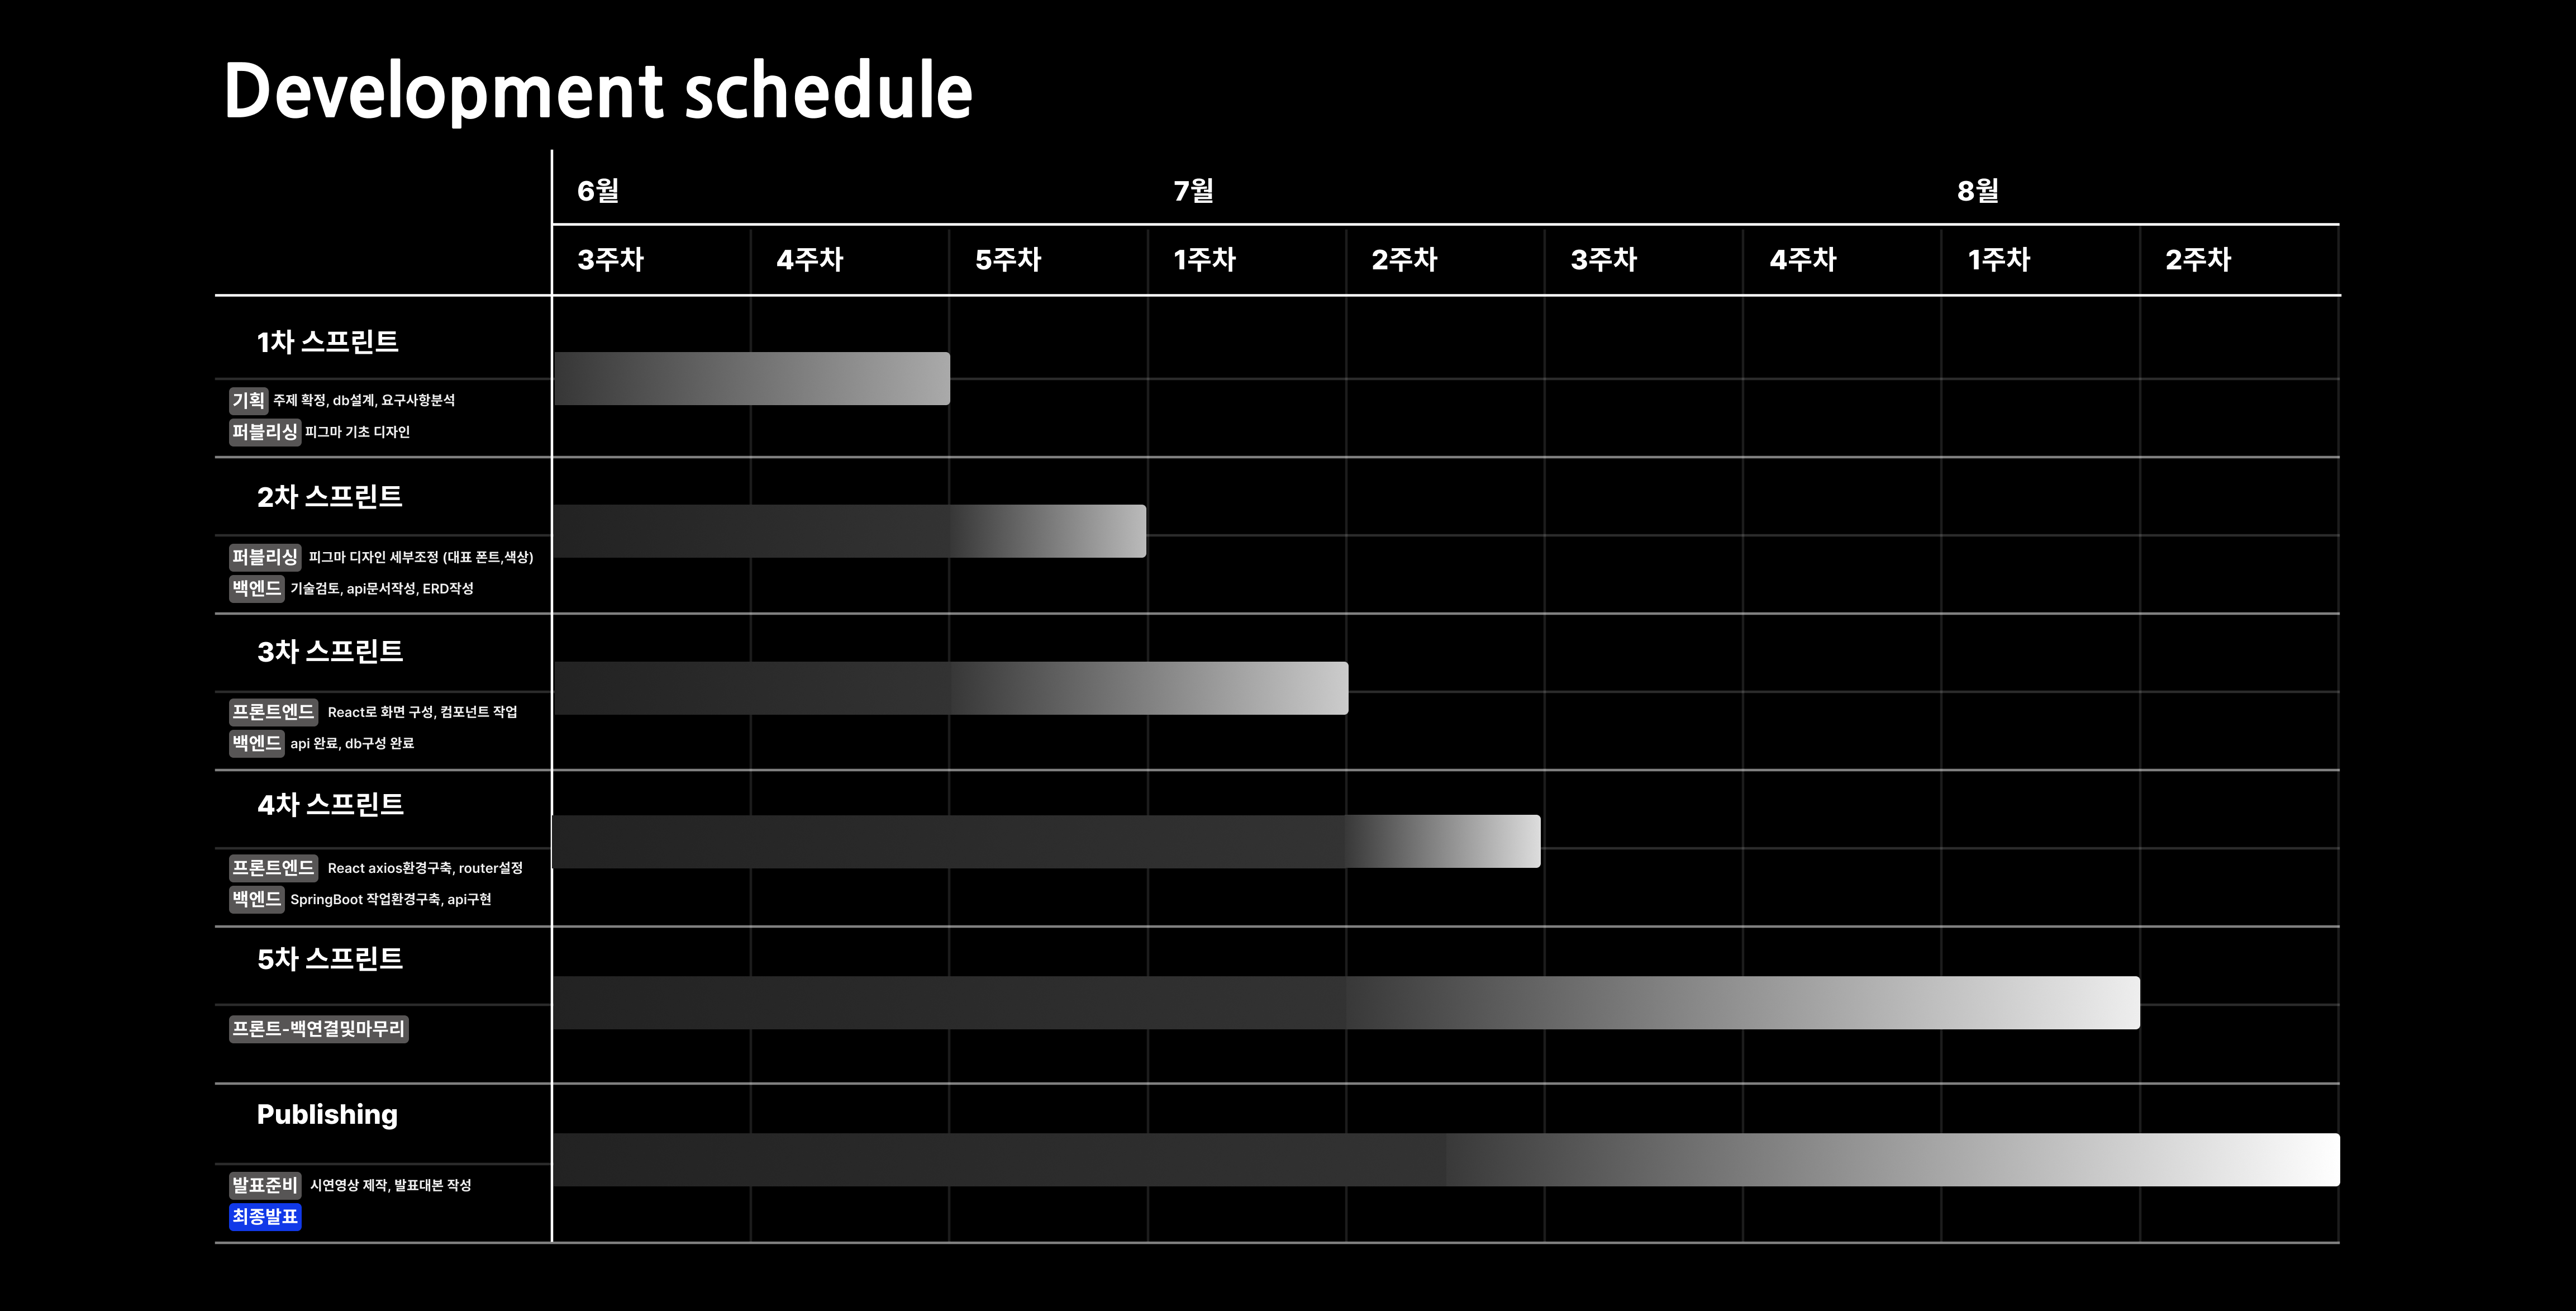 Development schedule
6월 7월 8월
3주차 4주차 5주차 1주차 2주차 3주차 4주차 1주차 2주차
1차 스프린트
기획 주제 확정, db설계, 요구사항분석
퍼블리싱 피그마 기초 디자인
2차 스프린트
퍼블리싱 피그마 디자인 세부조정 (대표 폰트,색상)
백엔드 기술검토, api문서작성, ERD작성
3차 스프린트
프론트엔드 React로 화면 구성, 컴포넌트 작업
백엔드 api 완료, db구성 완료
4차 스프린트
프론트엔드 React axios환경구축, router설정
백엔드 SpringBoot 작업환경구축, api구현
5차 스프린트
프론트-백연결및마무리
Publishing
발표준비 시연영상 제작, 발표대본 작성
최종발표